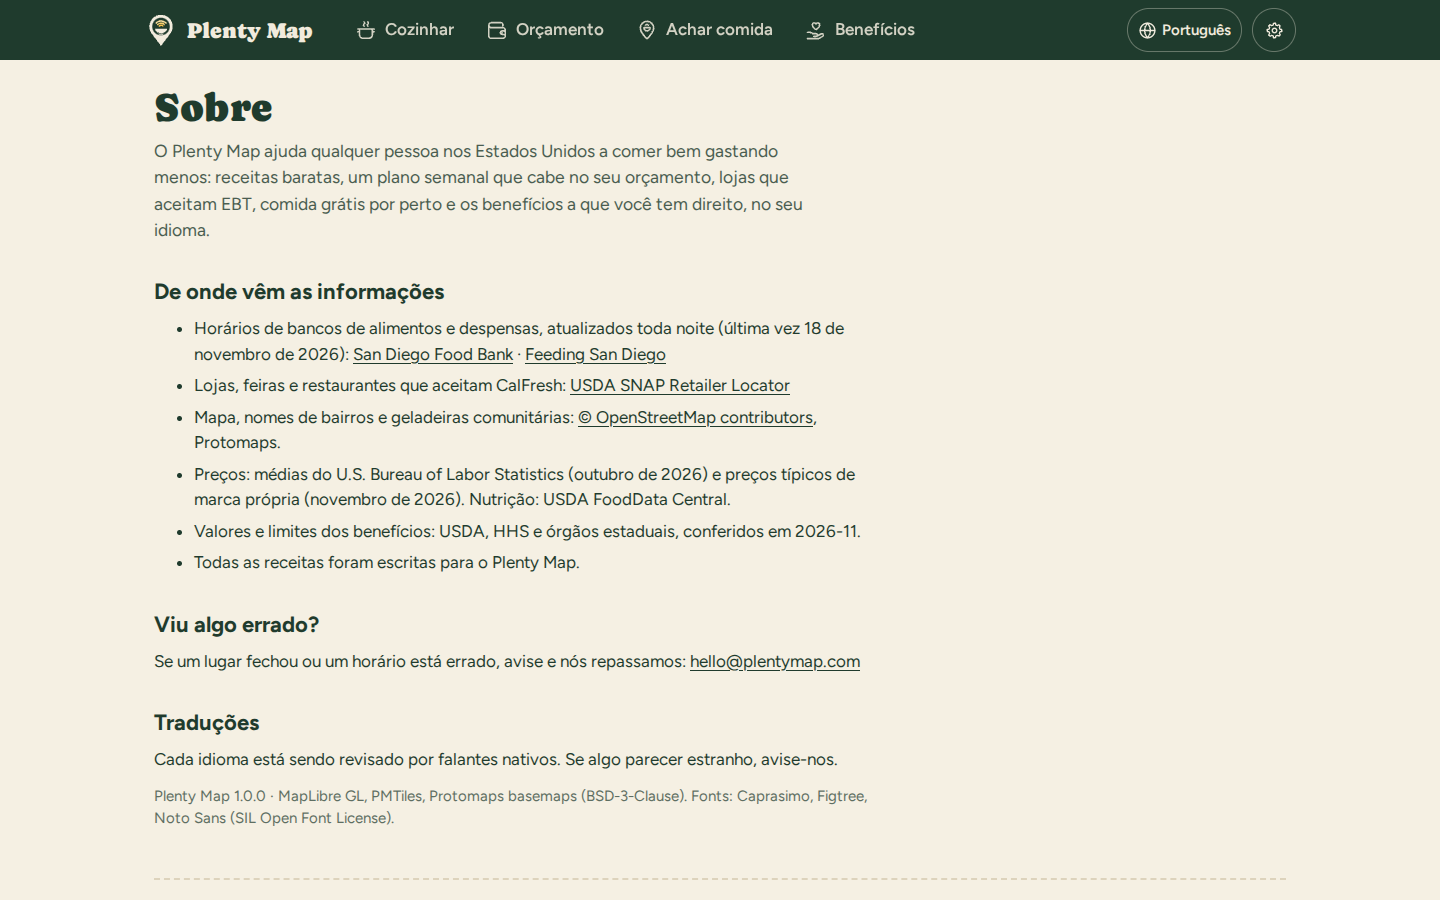 Plenty Map
Cozinhar
Orçamento
Achar comida
Benefícios
Português
Sobre
O Plenty Map ajuda qualquer pessoa nos Estados Unidos a comer bem gastando
menos: receitas baratas, um plano semanal que cabe no seu orçamento, lojas que
aceitam EBT, comida grátis por perto e os benefícios a que você tem direito, no seu
idioma.
De onde vêm as informações
• Horários de bancos de alimentos e despensas, atualizados toda noite (última vez 18 de
novembro de 2026): San Diego Food Bank · Feeding San Diego
• Lojas, feiras e restaurantes que aceitam CalFresh: USDA SNAP Retailer Locator
• Mapa, nomes de bairros e geladeiras comunitárias: © OpenStreetMap contributors,
Protomaps.
• Preços: médias do U.S. Bureau of Labor Statistics (outubro de 2026) e preços típicos de
marca própria (novembro de 2026). Nutrição: USDA FoodData Central.
• Valores e limites dos benefícios: USDA, HHS e órgãos estaduais, conferidos em 2026-11.
• Todas as receitas foram escritas para o Plenty Map.
Viu algo errado?
Se um lugar fechou ou um horário está errado, avise e nós repassamos: hello@plentymap.com
Traduções
Cada idioma está sendo revisado por falantes nativos. Se algo parecer estranho, avise-nos.
Plenty Map 1.0.0 · MapLibre GL, PMTiles, Protomaps basemaps (BSD-3-Clause). Fonts: Caprasimo, Figtree,
Noto Sans (SIL Open Font License).